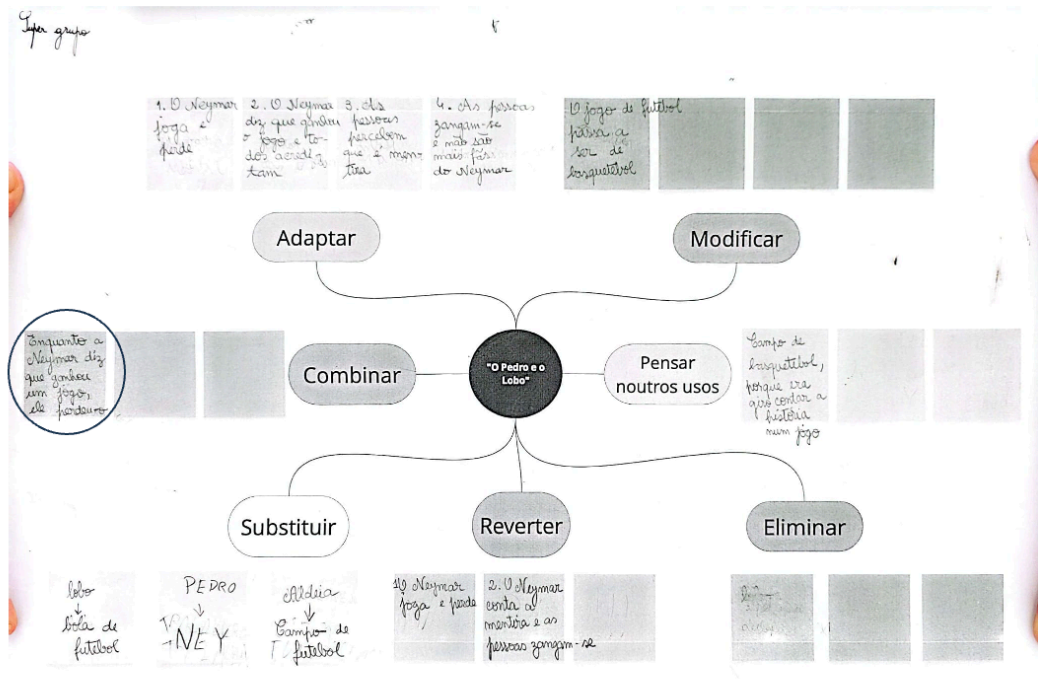 Super grupo
1. O Neymar
joga e
perde
2. O Neymar
diz que ganhou
o jogo e to-
dos acredi-
tam
3. As
pessoas
percebem
que é men-
tira
4. As pessoas
zangam-se
e não são
mais fãs
do Neymar
O jogo de futebol
passa a
ser de
basquetebol
Adaptar
Modificar
Enquanto a
Neymar diz
que ganhou
um jogo,
ele perdeu-o
Combinar
"O Pedro e o
Lobo"
Pensar
noutros usos
Campo de
basquetebol,
porque era
giro contar a
história
num jogo
Substituir
Reverter
Eliminar
lobo
↓
bola de
futebol
PEDRO
↓
NEY
Aldeia
↓
Campo de
futebol
1. O Neymar
joga e perde
2. O Neymar
conta a
mentira e as
pessoas zangam-se